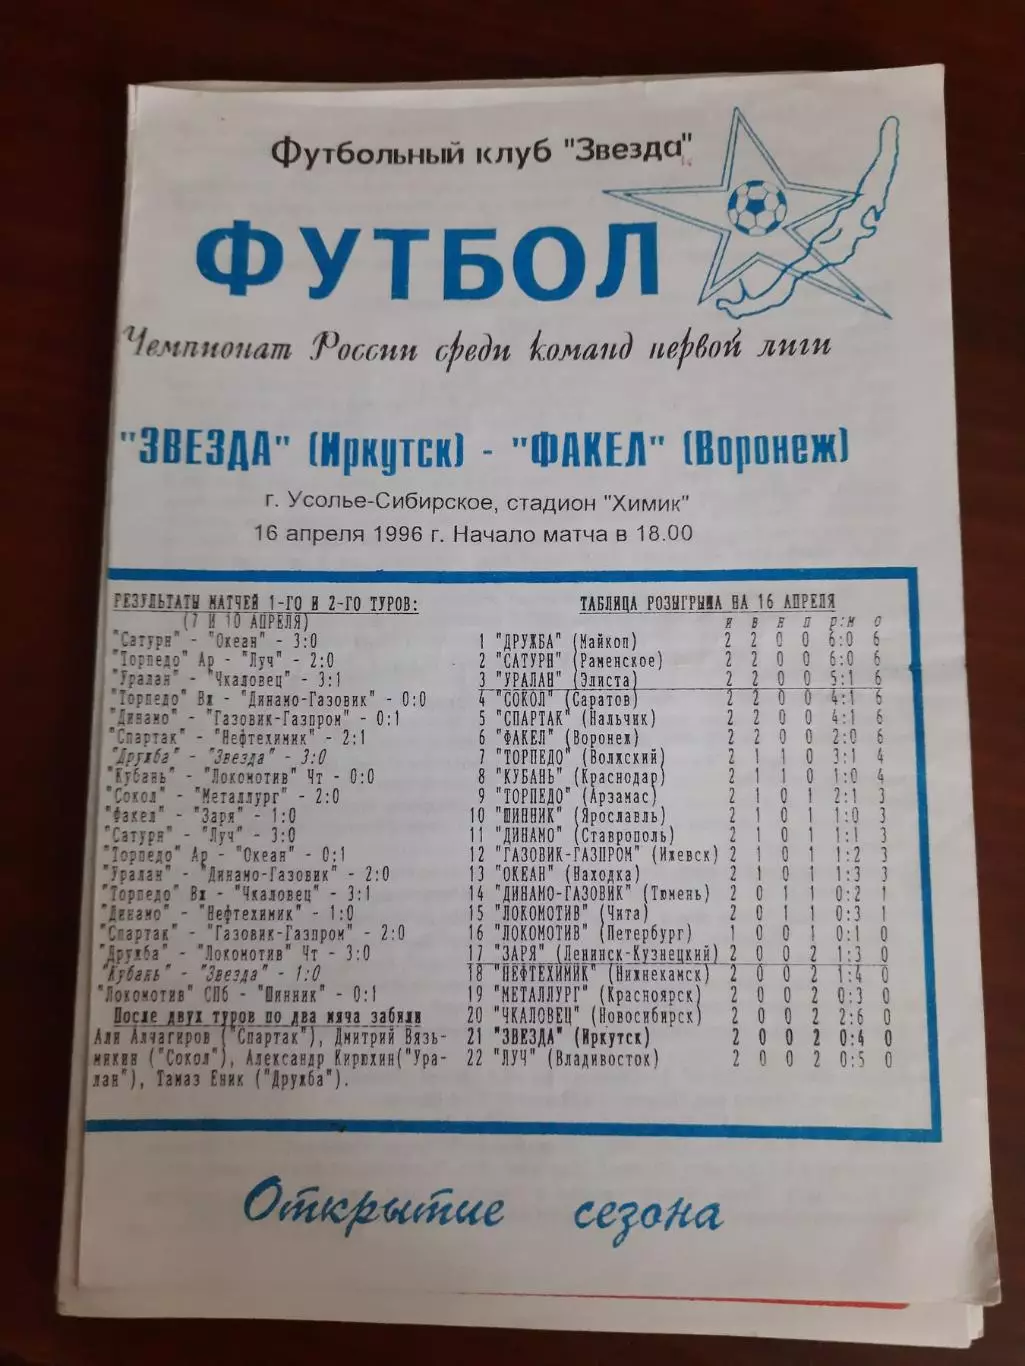 Футбольный клуб "Звезда"
ФУТБОЛ
Чемпионат России среди команд первой лиги
"ЗВЕЗДА" (Иркутск) - "ФАКЕЛ" (Воронеж)
г. Усолье-Сибирское, стадион "Химик"
16 апреля 1996 г. Начало матча в 18.00
РЕЗУЛЬТАТЫ МАТЧЕЙ 1-ГО И 2-ГО ТУРОВ:
(7 И 10 АПРЕЛЯ)
"Сатурн" - "Океан" - 3:0
"Торпедо" Ар - "Луч" - 2:0
"Уралан" - "Чкаловец" - 3:1
"Торпедо" Вл - "Динамо-Газовик" - 0:0
"Динамо" - "Газовик-Газпром" - 0:1
"Спартак" - "Нефтехимик" - 2:1
"Дружба" - "Звезда" - 3:0
"Кубань" - "Локомотив" Чт - 0:0
"Сокол" - "Металлург" - 2:0
"Факел" - "Заря" - 1:0
"Сатурн" - "Луч" - 3:0
"Торпедо" Ар - "Океан" - 0:1
"Уралан" - "Динамо-Газовик" - 2:0
"Торпедо" Вл - "Чкаловец" - 3:1
"Динамо" - "Нефтехимик" - 1:0
"Спартак" - "Газовик-Газпром" - 2:0
"Дружба" - "Локомотив Чт - 3:0
"Кубань" - "Звезда" - 1:0
"Локомотив" СПб - "Шинник" - 0:1
После двух туров по два мяча забили
Али Алчагиров ("Спартак"), Дмитрий Вязь-
микин ("Сокол"), Александр Кирюхин("Ура-
лан"), Тамаз Еник ("Дружба").
ТАБЛИЦА РОЗЫГРЫША НА 16 АПРЕЛЯ
и в н п р:м о
1 "ДРУЖБА" (Майкоп) 2 2 0 0 6:0 6
2 "САТУРН" (Раменское) 2 2 0 0 6:0 6
3 "УРАЛАН" (Элиста) 2 2 0 0 5:1 6
4 "СОКОЛ" (Саратов) 2 2 0 0 4:1 6
5 "СПАРТАК" (Нальчик) 2 2 0 0 4:1 6
6 "ФАКЕЛ" (Воронеж) 2 2 0 0 2:0 6
7 "ТОРПЕДО" (Волжский) 2 1 1 0 3:1 4
8 "КУБАНЬ" (Краснодар) 2 1 1 0 1:0 4
9 "ТОРПЕДО" (Арзамас) 2 1 0 1 2:1 3
10 "ШИННИК" (Ярославль) 2 1 0 1 1:0 3
11 "ДИНАМО" (Ставрополь) 2 1 0 1 1:1 3
12 "ГАЗОВИК-ГАЗПРОМ" (Ижевск) 2 1 0 1 1:2 3
13 "ОКЕАН" (Находка) 2 1 0 1 1:3 3
14 "ДИНАМО-ГАЗОВИК" (Тюмень) 2 0 1 1 0:2 1
15 "ЛОКОМОТИВ" (Чита) 2 0 1 1 0:3 1
16 "ЛОКОМОТИВ" (Петербург) 1 0 0 1 0:1 0
17 "ЗАРЯ" (Ленинск-Кузнецкий) 2 0 0 2 1:3 0
18 "НЕФТЕХИМИК" (Нижнекамск) 2 0 0 2 1:4 0
19 "МЕТАЛЛУРГ" (Красноярск) 2 0 0 2 0:3 0
20 "ЧКАЛОВЕЦ" (Новосибирск) 2 0 0 2 2:6 0
21 "ЗВЕЗДА" (Иркутск) 2 0 0 2 0:4 0
22 "ЛУЧ" (Владивосток) 2 0 0 2 0:5 0
Открытие сезона